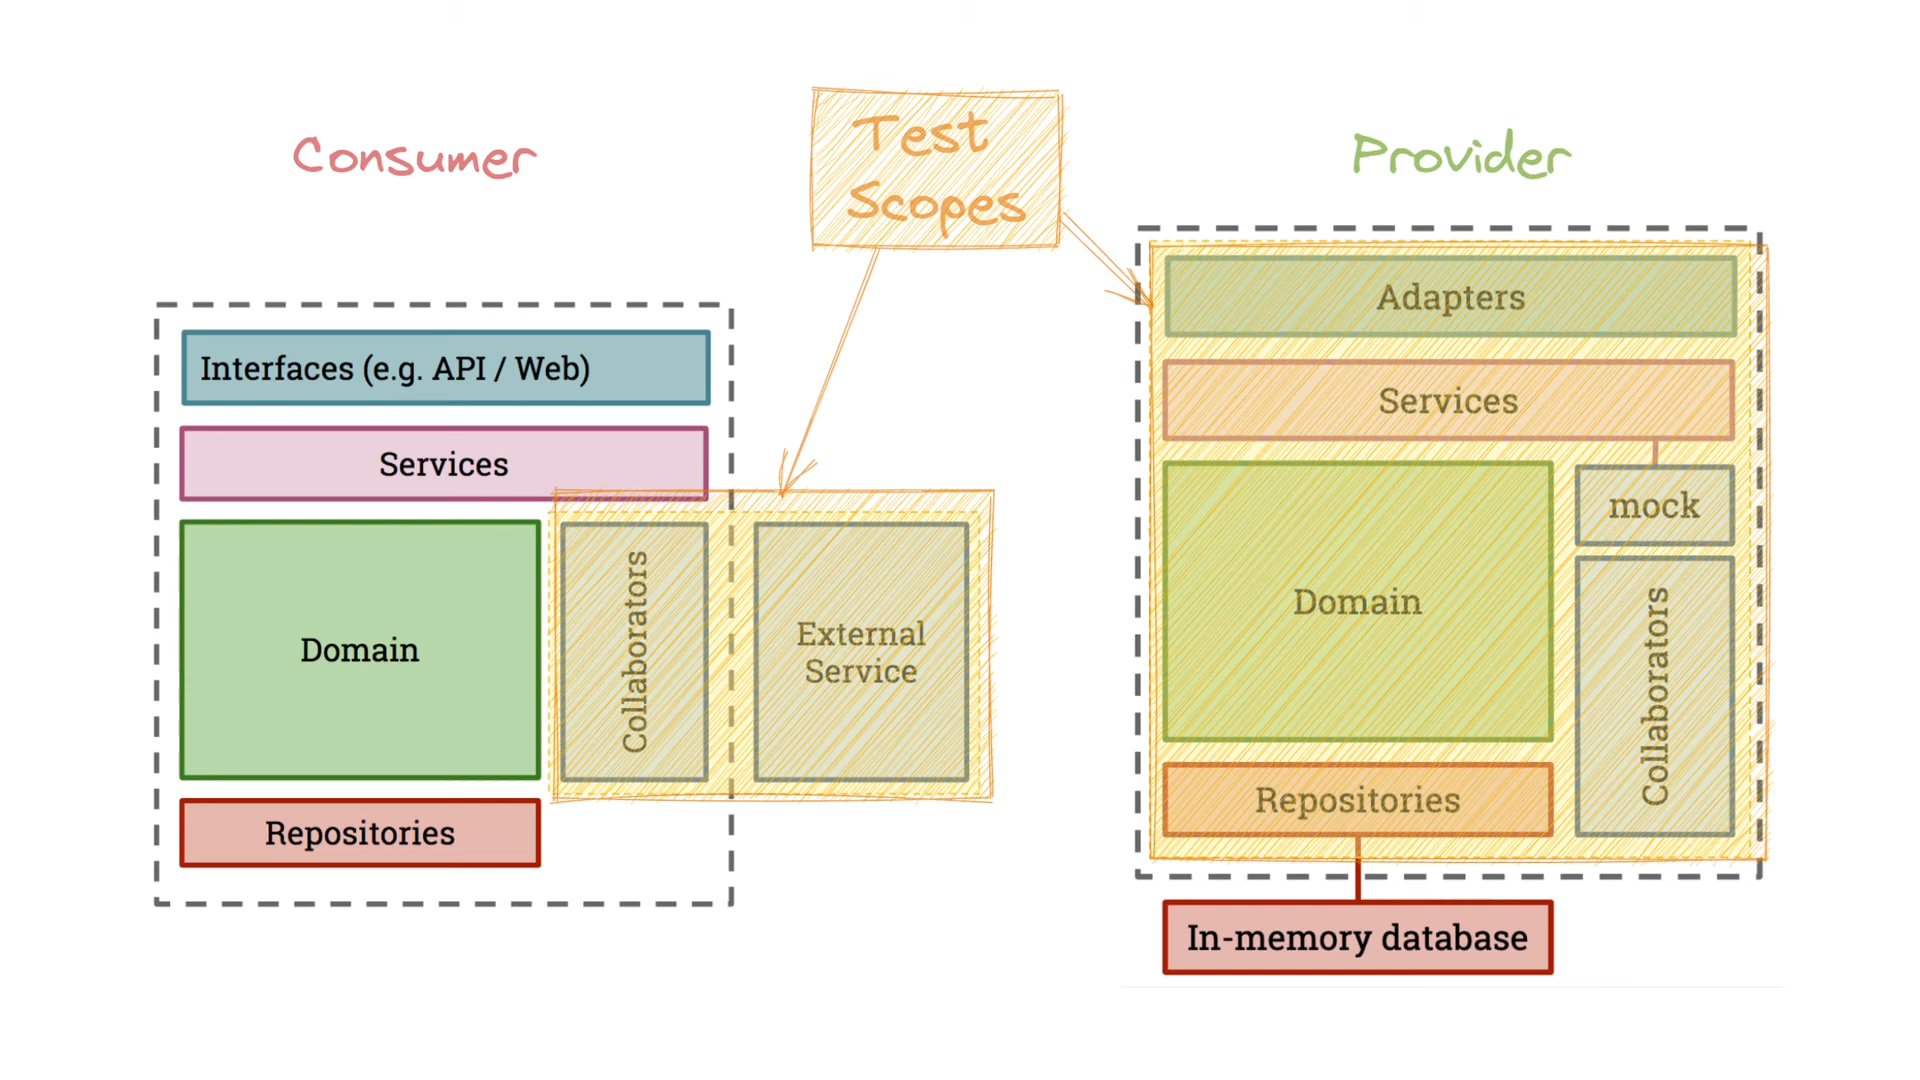 Consumer
Test
Scopes
Provider
Interfaces (e.g. API / Web)
Services
Domain
Collaborators
External
Service
Repositories
Adapters
Services
Domain
mock
Collaborators
Repositories
In-memory database